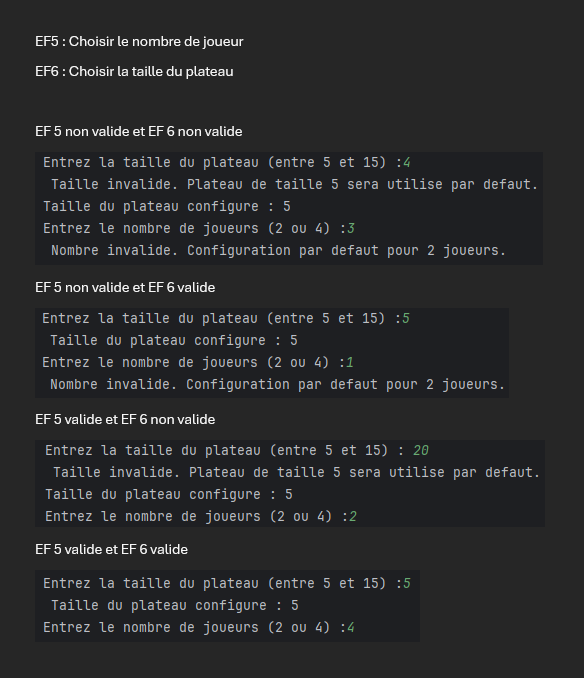 EF5 : Choisir le nombre de joueur
EF6 : Choisir la taille du plateau
EF 5 non valide et EF 6 non valide
Entrez la taille du plateau (entre 5 et 15) :4
Taille invalide. Plateau de taille 5 sera utilise par defaut.
Taille du plateau configure : 5
Entrez le nombre de joueurs (2 ou 4) :3
Nombre invalide. Configuration par defaut pour 2 joueurs.
EF 5 non valide et EF 6 valide
Entrez la taille du plateau (entre 5 et 15) :5
Taille du plateau configure : 5
Entrez le nombre de joueurs (2 ou 4) :1
Nombre invalide. Configuration par defaut pour 2 joueurs.
EF 5 valide et EF 6 non valide
Entrez la taille du plateau (entre 5 et 15) : 20
Taille invalide. Plateau de taille 5 sera utilise par defaut.
Taille du plateau configure : 5
Entrez le nombre de joueurs (2 ou 4) :2
EF 5 valide et EF 6 valide
Entrez la taille du plateau (entre 5 et 15) :5
Taille du plateau configure : 5
Entrez le nombre de joueurs (2 ou 4) :4